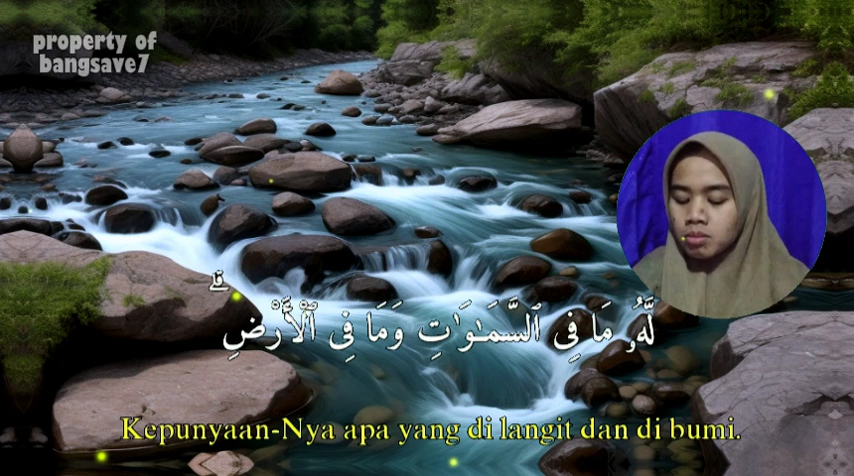 property of
bangsave7
لَّهُۥ مَا فِى ٱلسَّمَـٰوَٰتِ وَمَا فِى ٱلْأَرْضِ ۗ
Kepunyaan-Nya apa yang di langit dan di bumi.